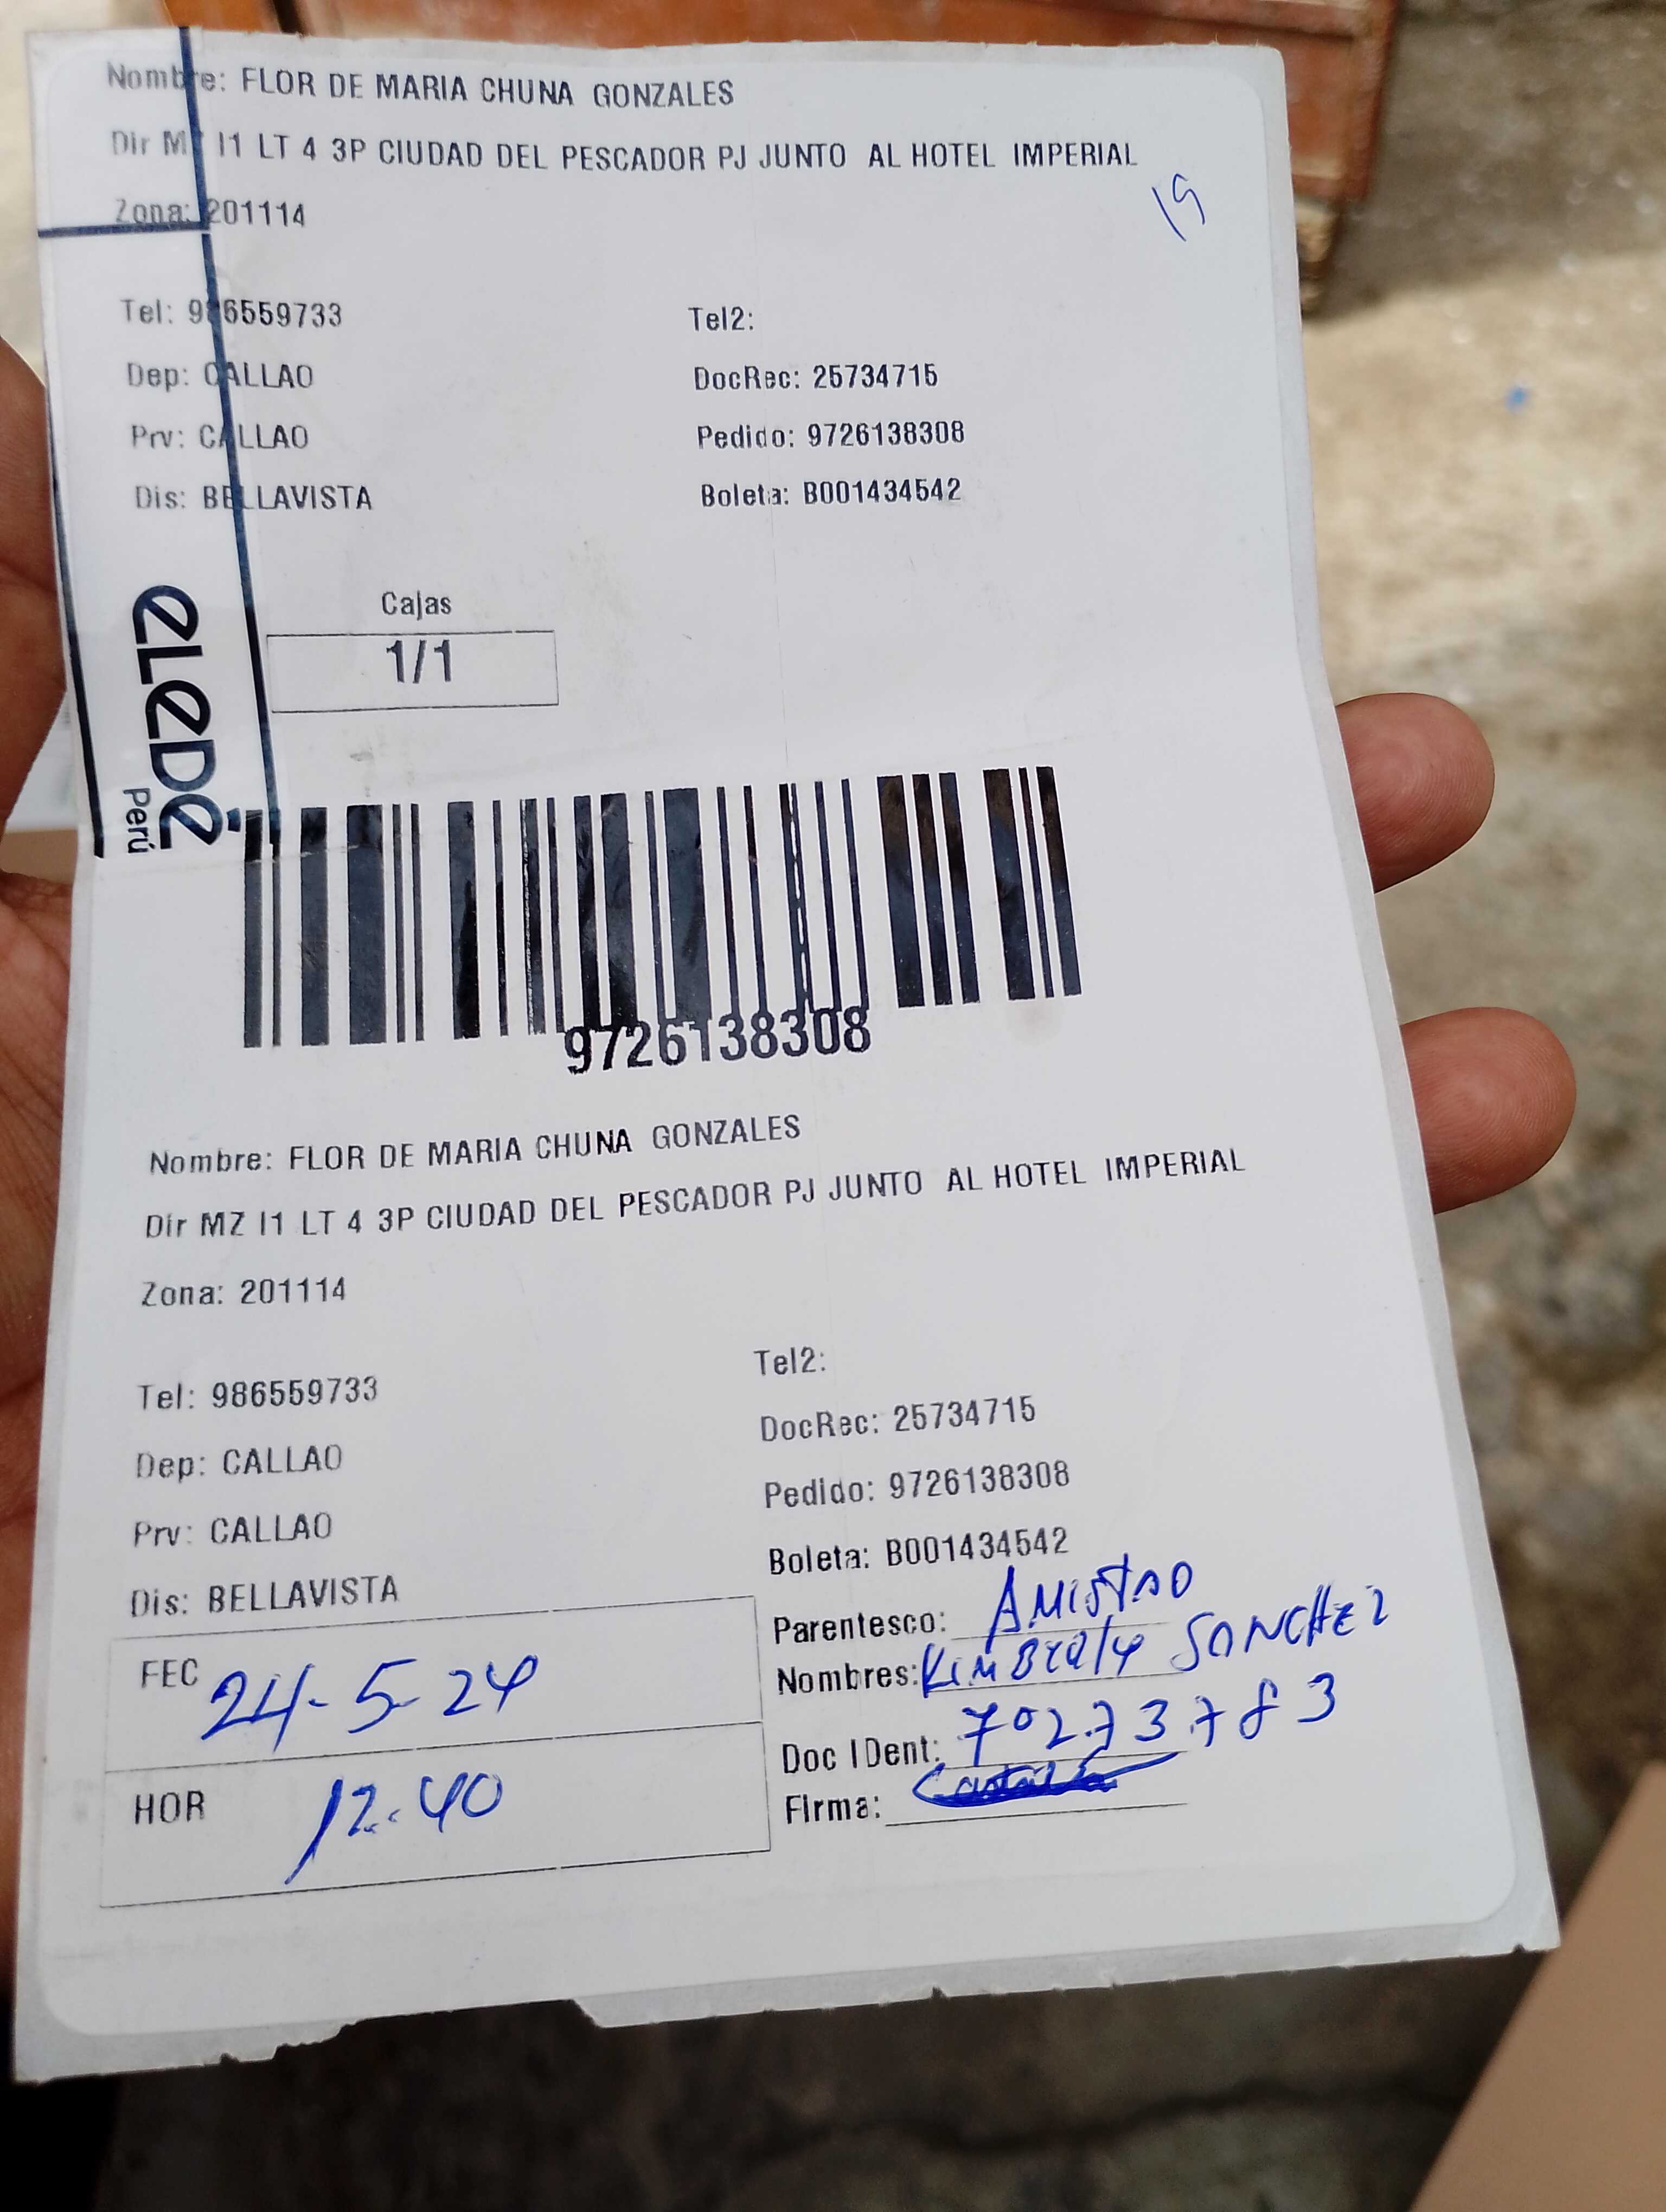 Nombre: FLOR DE MARIA CHUNA GONZALES
Dir MZ I1 LT 4 3P CIUDAD DEL PESCADOR PJ JUNTO AL HOTEL IMPERIAL
19
Zona: 201114
Tel: 986559733
Tel2:
Dep: CALLAO
DocRec: 25734715
Prv: CALLAO
Pedido: 9726138308
Dis: BELLAVISTA
Boleta: B001434542
Cajas
1/1
eLeDé
Perú
9726138308
Nombre: FLOR DE MARIA CHUNA GONZALES
Dir MZ I1 LT 4 3P CIUDAD DEL PESCADOR PJ JUNTO AL HOTEL IMPERIAL
Zona: 201114
Tel: 986559733
Tel2:
Dep: CALLAO
DocRec: 25734715
Prv: CALLAO
Pedido: 9726138308
Dis: BELLAVISTA
Boleta: B001434542
FEC 24-5-24
HOR 12:40
Parentesco: AMISTAD
Nombres: SANCHEZ
Doc IDent: 70273783
Firma: